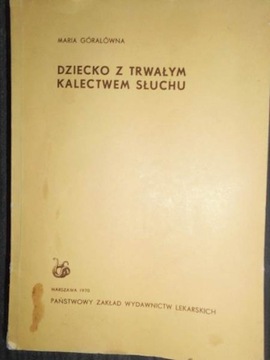 MARIA GÓRALÓWNA
DZIECKO Z TRWAŁYM
KALECTWEM SŁUCHU
WARSZAWA 1970
PAŃSTWOWY ZAKŁAD WYDAWNICTW LEKARSKICH